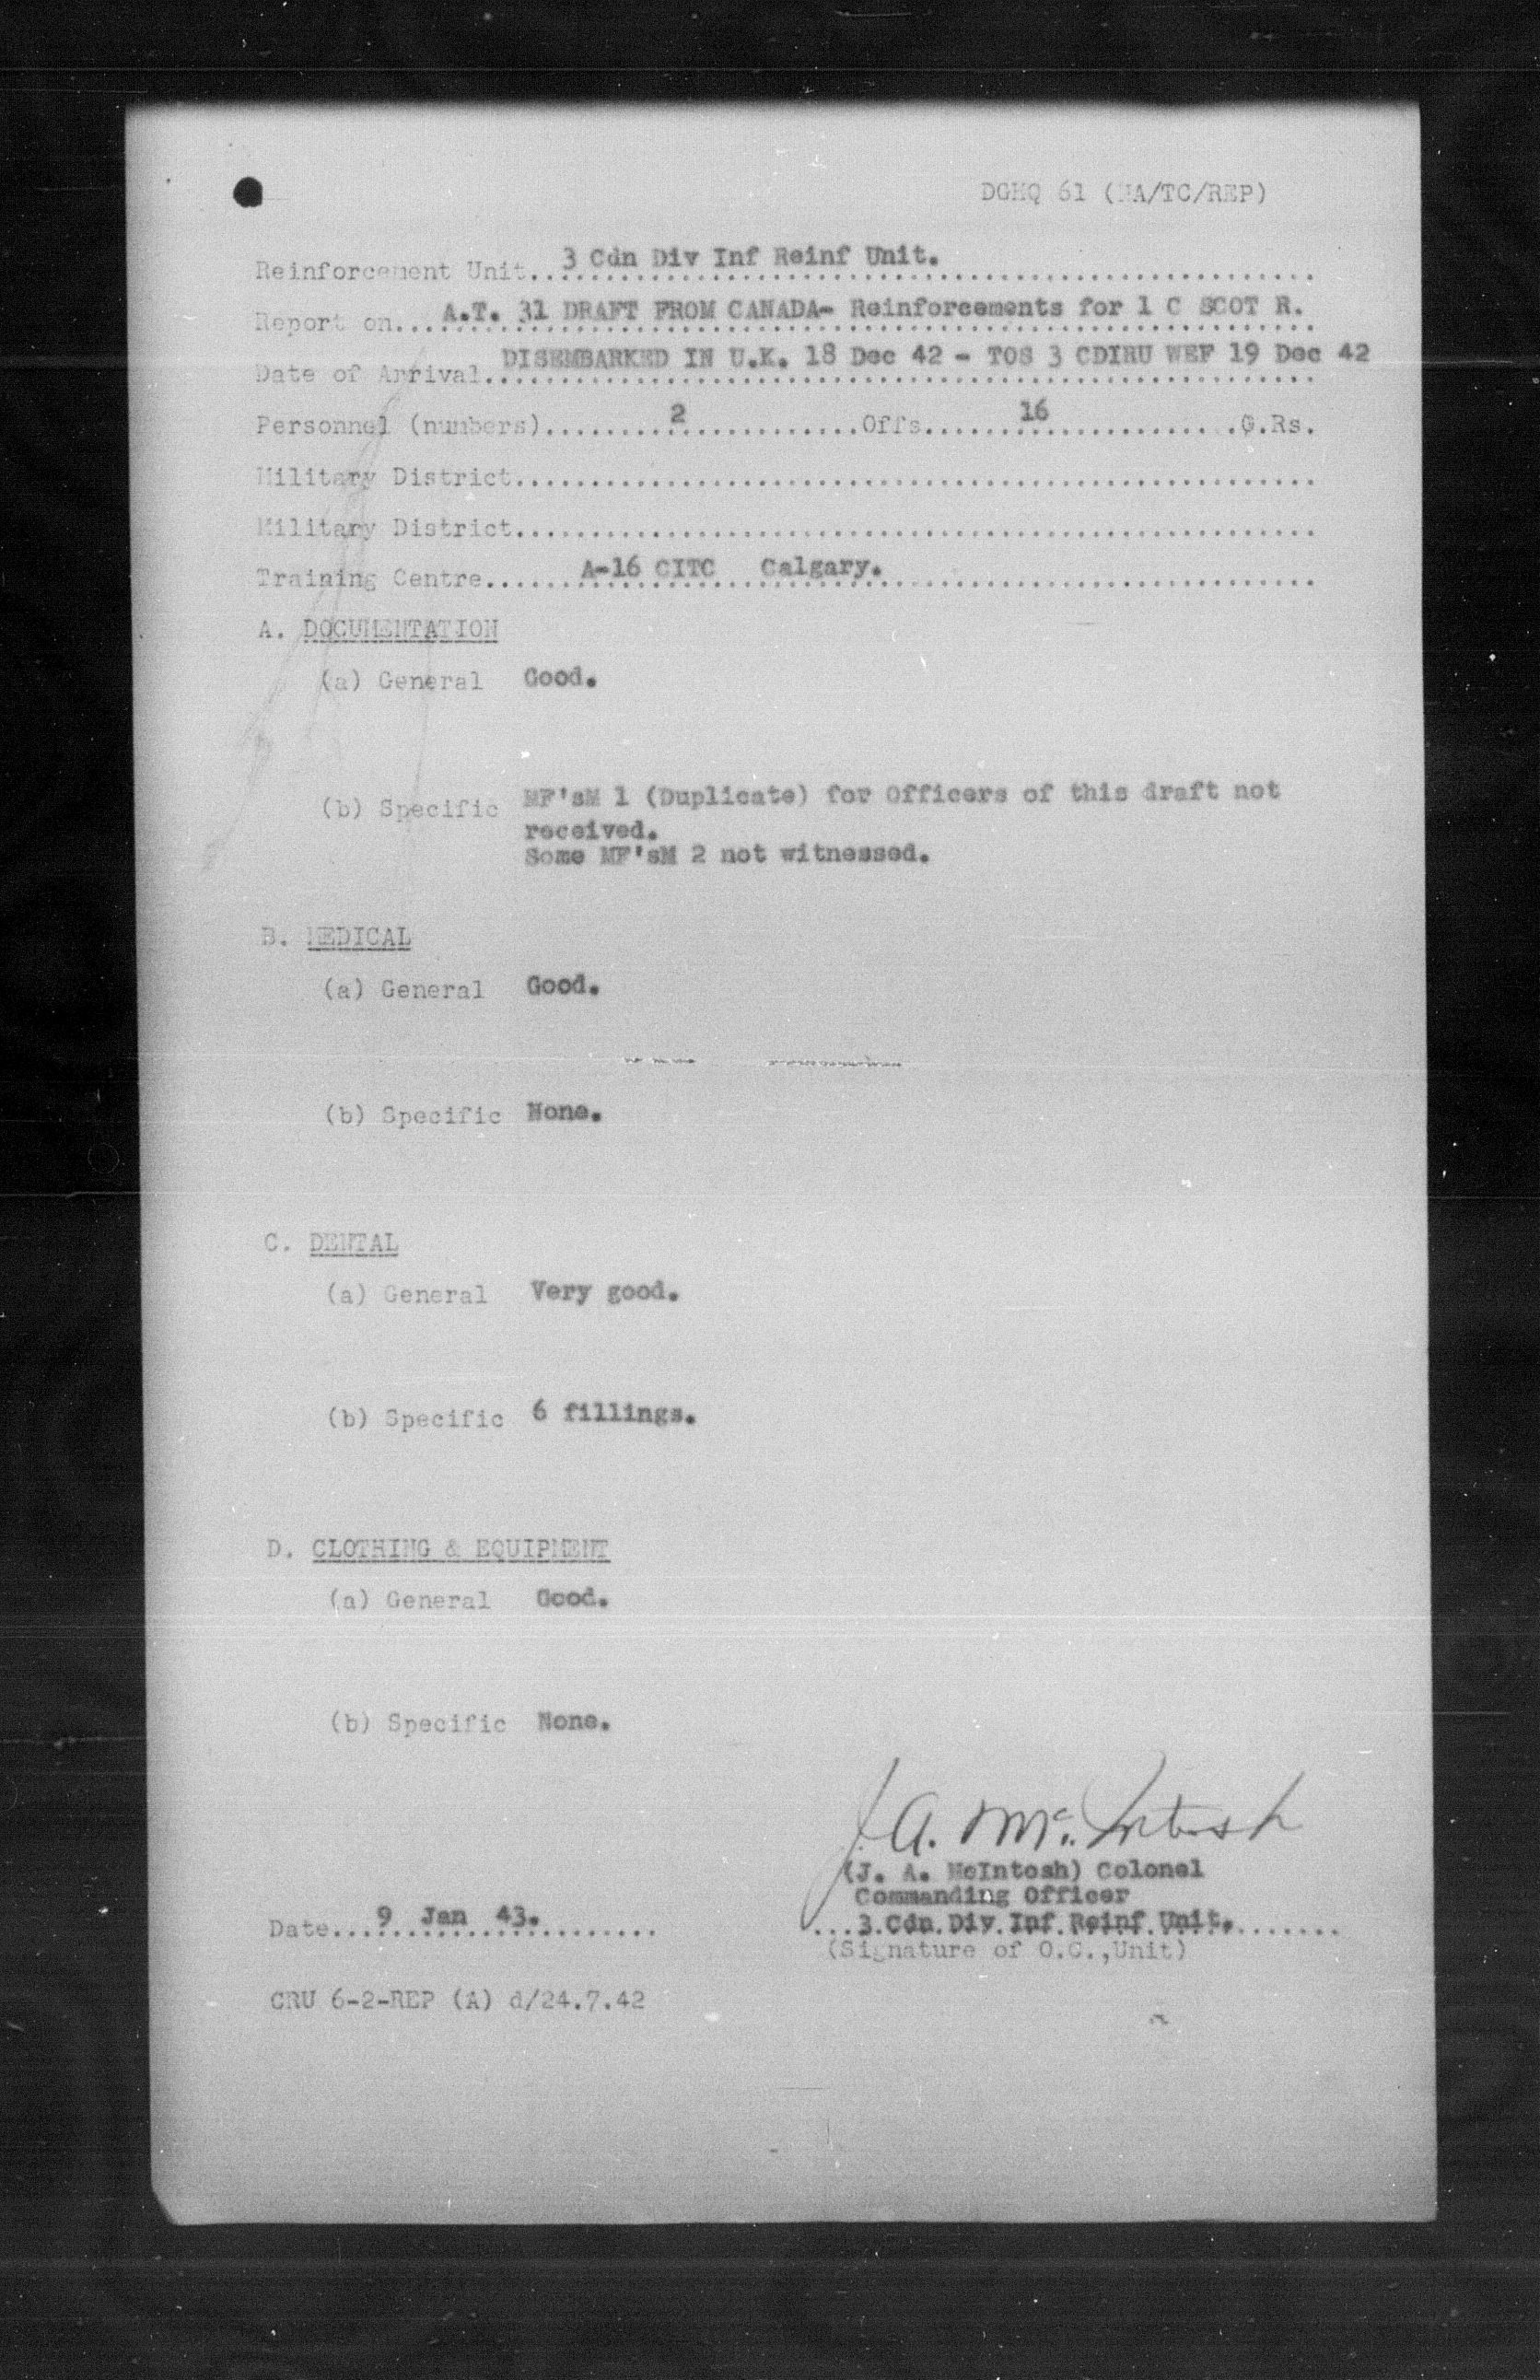 DGHQ 61 (HA/TC/REP)
Reinforcement Unit..3 Cdn Div Inf Reinf Unit.
Report on....A.T. 31 DRAFT FROM CANADA- Reinforcements for 1 C SCOT R.
Date of Arrival..DISEMBARKED IN U.K. 18 Dec 42 - TOS 3 CDIRU WEF 19 Dec 42
Personnel (numbers).........2............Offs.......16.............O.Rs.
Military District.....................................................
Military District.....................................................
Training Centre.......A-16 CITC Calgary.............................
A. DOCUMENTATION
(a) General Good.
(b) Specific MF'sM 1 (Duplicate) for Officers of this draft not
received.
Some MF'sM 2 not witnessed.
B. MEDICAL
(a) General Good.
(b) Specific None.
C. DENTAL
(a) General Very good.
(b) Specific 6 fillings.
D. CLOTHING & EQUIPMENT
(a) General Good.
(b) Specific None.
J. A. McIntosh
(J. A. McIntosh) Colonel
Commanding Officer
Date...9 Jan 43......... ...3 Cdn Div Inf Reinf Unit........
(Signature of O.C.,Unit)
CRU 6-2-REP (A) d/24.7.42